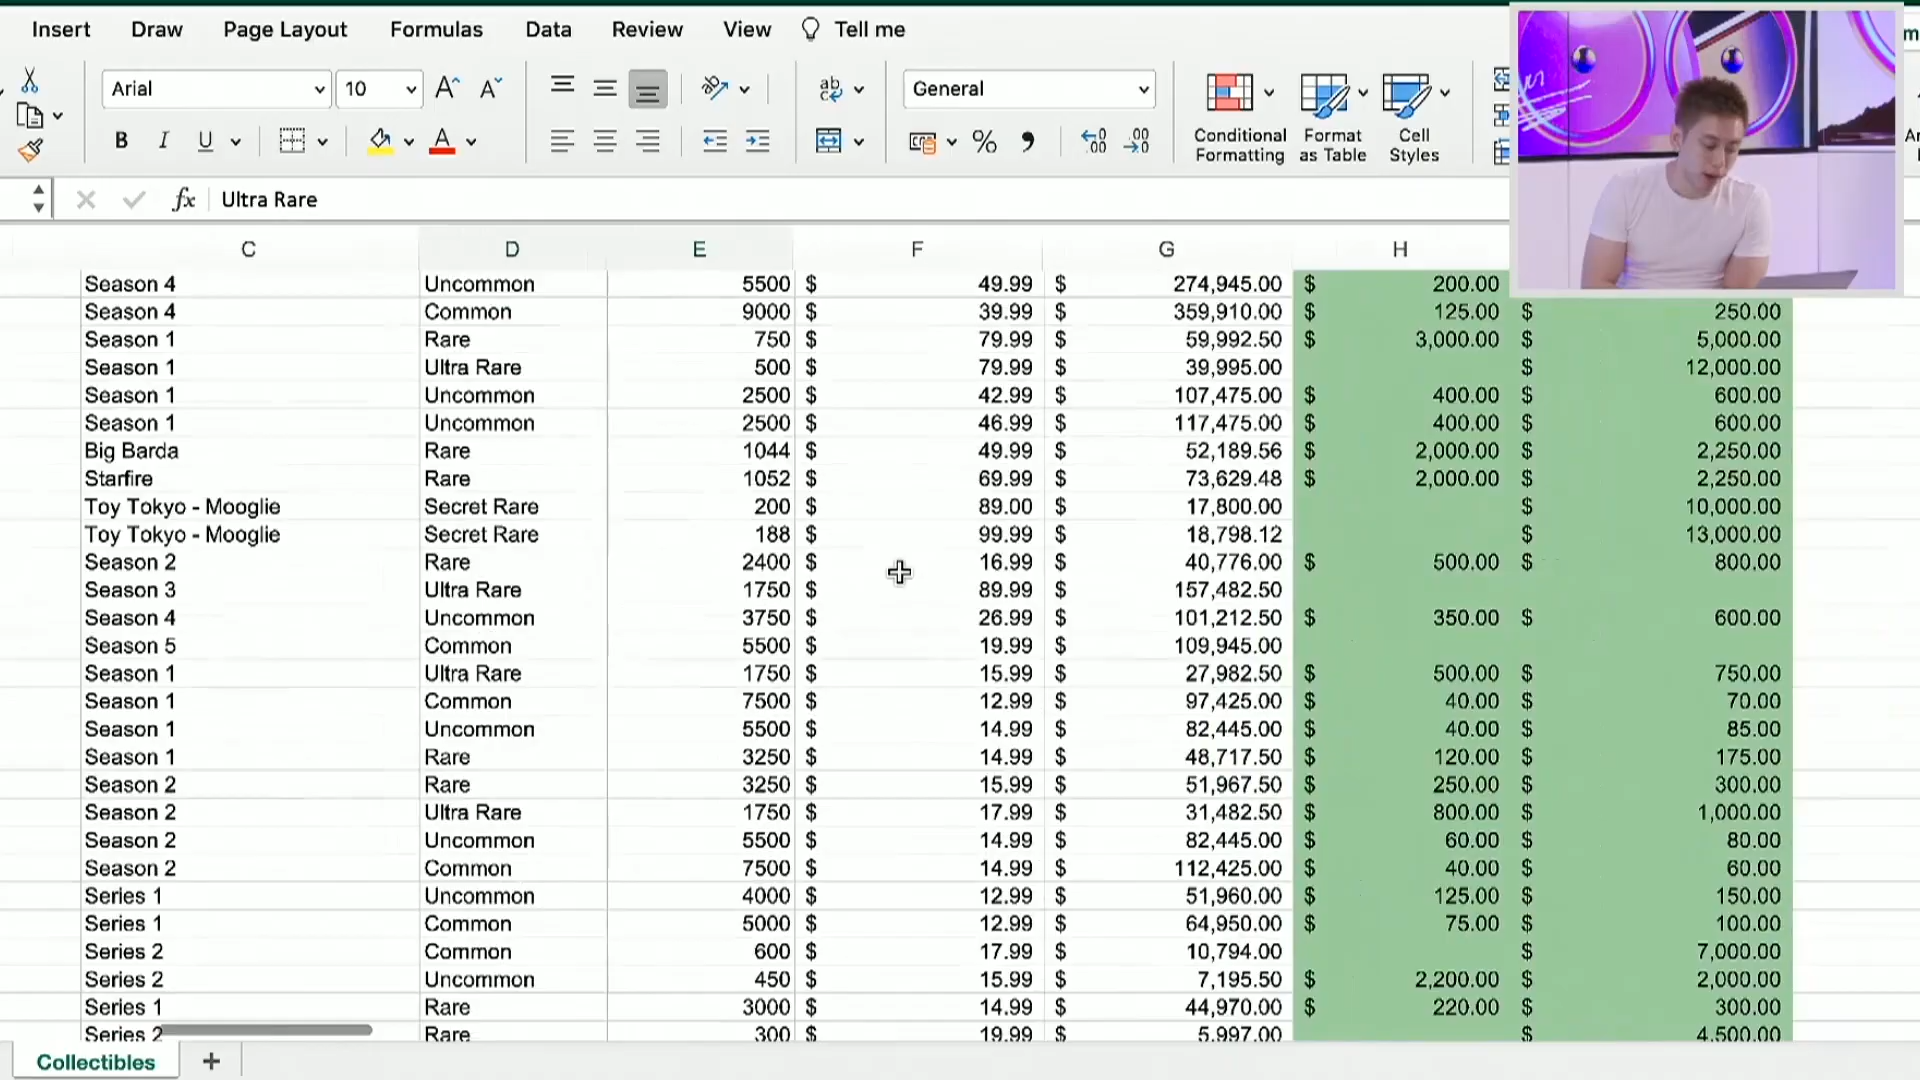 Insert Draw Page Layout Formulas Data Review View Tell me
Arial 10 General
B I U A % Conditional Formatting Format as Table Cell Styles
fx Ultra Rare
C D E F G H
Season 4 Uncommon 5500 $ 49.99 $ 274,945.00 $ 200.00
Season 4 Common 9000 $ 39.99 $ 359,910.00 $ 125.00 $ 250.00
Season 1 Rare 750 $ 79.99 $ 59,992.50 $ 3,000.00 $ 5,000.00
Season 1 Ultra Rare 500 $ 79.99 $ 39,995.00 $ 12,000.00
Season 1 Uncommon 2500 $ 42.99 $ 107,475.00 $ 400.00 $ 600.00
Season 1 Uncommon 2500 $ 46.99 $ 117,475.00 $ 400.00 $ 600.00
Big Barda Rare 1044 $ 49.99 $ 52,189.56 $ 2,000.00 $ 2,250.00
Starfire Rare 1052 $ 69.99 $ 73,629.48 $ 2,000.00 $ 2,250.00
Toy Tokyo - Mooglie Secret Rare 200 $ 89.00 $ 17,800.00 $ 10,000.00
Toy Tokyo - Mooglie Secret Rare 188 $ 99.99 $ 18,798.12 $ 13,000.00
Season 2 Rare 2400 $ 16.99 $ 40,776.00 $ 500.00 $ 800.00
Season 3 Ultra Rare 1750 $ 89.99 $ 157,482.50
Season 4 Uncommon 3750 $ 26.99 $ 101,212.50 $ 350.00 $ 600.00
Season 5 Common 5500 $ 19.99 $ 109,945.00
Season 1 Ultra Rare 1750 $ 15.99 $ 27,982.50 $ 500.00 $ 750.00
Season 1 Common 7500 $ 12.99 $ 97,425.00 $ 40.00 $ 70.00
Season 1 Uncommon 5500 $ 14.99 $ 82,445.00 $ 40.00 $ 85.00
Season 1 Rare 3250 $ 14.99 $ 48,717.50 $ 120.00 $ 175.00
Season 2 Rare 3250 $ 15.99 $ 51,967.50 $ 250.00 $ 300.00
Season 2 Ultra Rare 1750 $ 17.99 $ 31,482.50 $ 800.00 $ 1,000.00
Season 2 Uncommon 5500 $ 14.99 $ 82,445.00 $ 60.00 $ 80.00
Season 2 Common 7500 $ 14.99 $ 112,425.00 $ 40.00 $ 60.00
Series 1 Uncommon 4000 $ 12.99 $ 51,960.00 $ 125.00 $ 150.00
Series 1 Common 5000 $ 12.99 $ 64,950.00 $ 75.00 $ 100.00
Series 2 Common 600 $ 17.99 $ 10,794.00 $ 7,000.00
Series 2 Uncommon 450 $ 15.99 $ 7,195.50 $ 2,200.00 $ 2,000.00
Series 1 Rare 3000 $ 14.99 $ 44,970.00 $ 220.00 $ 300.00
Series 2 Rare 300 $ 19.99 $ 5,997.00 $ 4,500.00
Collectibles +